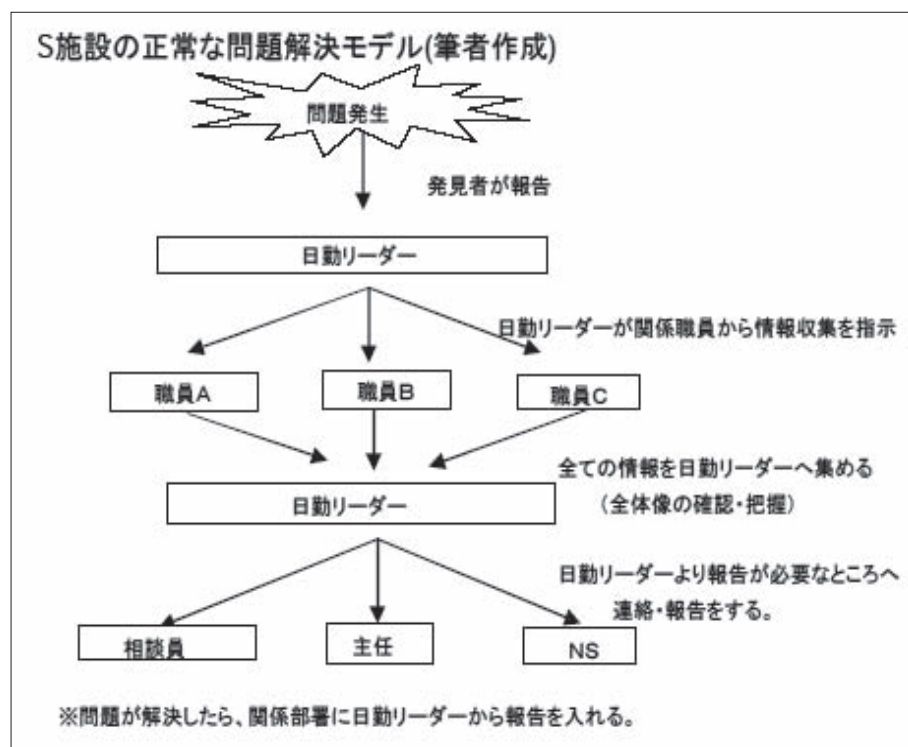 S施設の正常な問題解決モデル(筆者作成)
問題発生
発見者が報告
日勤リーダー
日勤リーダーが関係職員から情報収集を指示
職員A
職員B
職員C
全ての情報を日勤リーダーへ集める
(全体像の確認・把握)
日勤リーダー
日勤リーダーより報告が必要なところへ
連絡・報告をする。
相談員
主任
NS
※問題が解決したら、関係部署に日勤リーダーから報告を入れる。